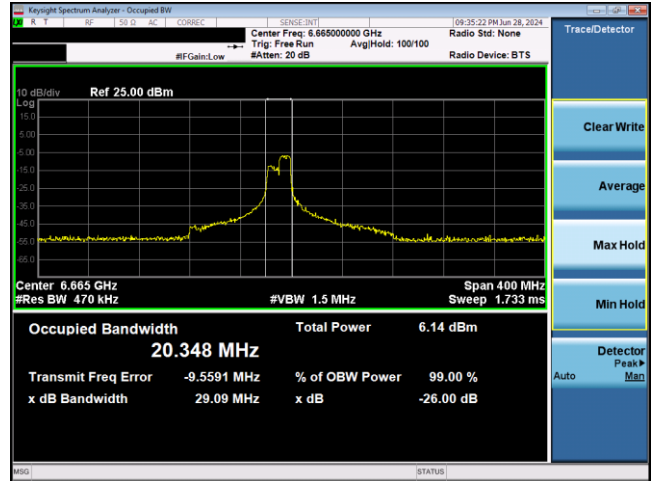 Keysight Spectrum Analyzer - Occupied BW
R T RF 50 Ω AC CORREC SENSE:INT 09:35:22 PM Jun 28, 2024
Center Freq: 6.665000000 GHz Radio Std: None
Trig: Free Run Avg|Hold: 100/100
#IFGain:Low #Atten: 20 dB Radio Device: BTS
Trace/Detector
10 dB/div Ref 25.00 dBm
Log
15.0
5.00
-5.00
-15.0
-25.0
-35.0
-45.0
-55.0
-65.0
Center 6.665 GHz Span 400 MHz
#Res BW 470 kHz #VBW 1.5 MHz Sweep 1.733 ms
Occupied Bandwidth Total Power 6.14 dBm
20.348 MHz
Transmit Freq Error -9.5591 MHz % of OBW Power 99.00 %
x dB Bandwidth 29.09 MHz x dB -26.00 dB
Clear Write
Average
Max Hold
Min Hold
Detector
Peak▶
Auto Man
MSG STATUS